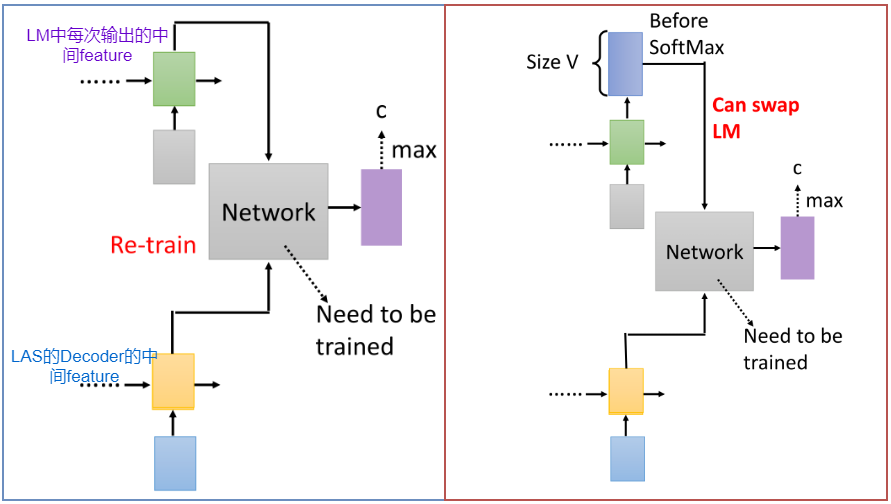 LM中每次输出的中
间feature
c
max
Network
Re-train
Need to be
trained
LAS的Decoder的中
间feature
Before
SoftMax
Size V
Can swap
LM
c
max
Network
Need to be
trained